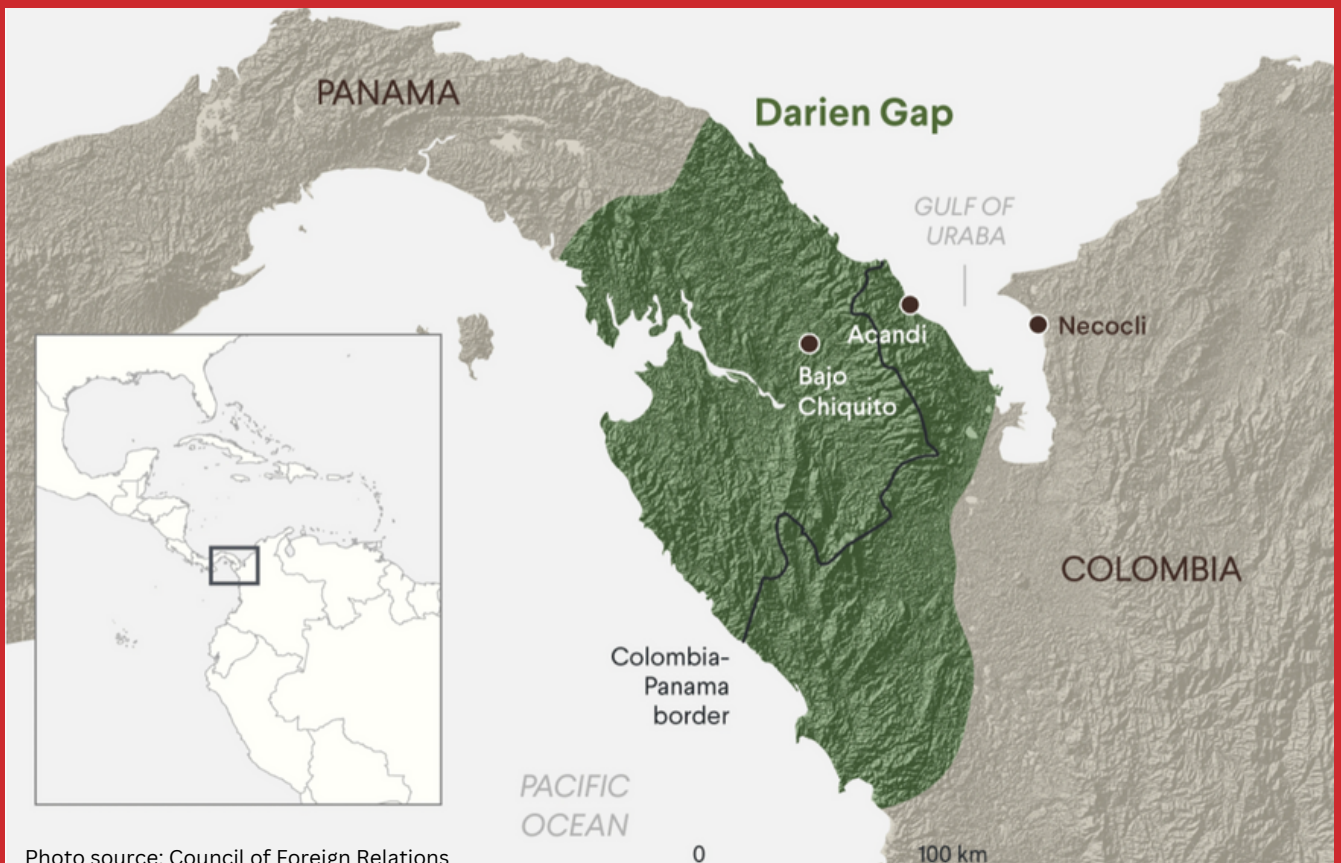 PANAMA
Darien Gap
GULF OF
URABA
Acandi
Necocli
Bajo
Chiquito
COLOMBIA
Colombia-
Panama
border
PACIFIC
OCEAN
0
100 km
Photo source: Council of Foreign Relations